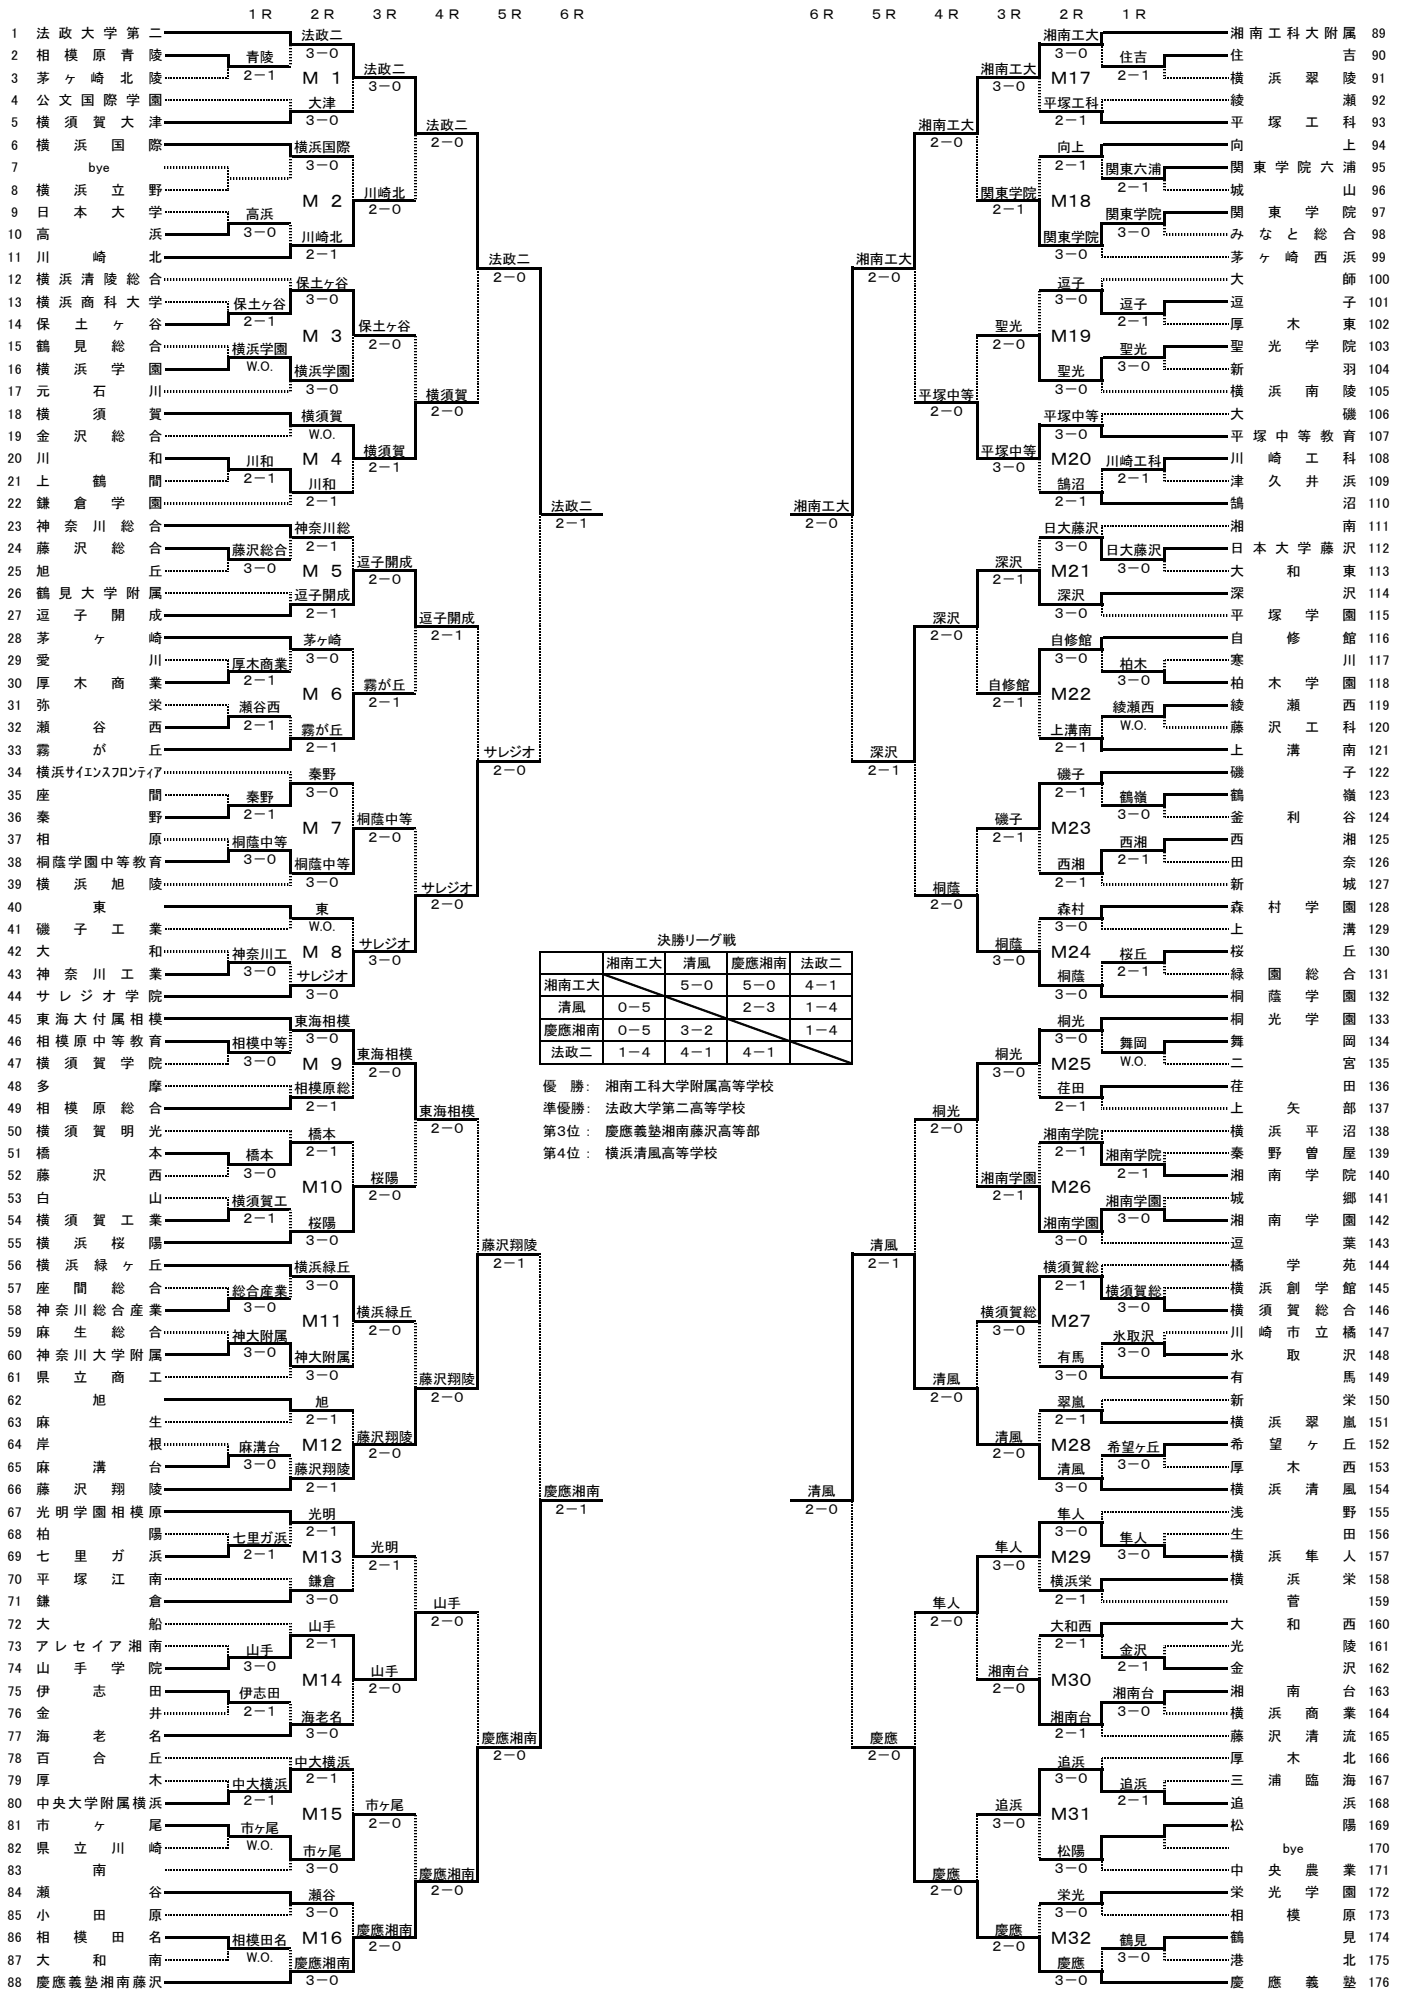 1R 2R 3R 4R 5R 6R
1 法政大学第二
2 相模原青陵
3 茅ヶ崎北陵
4 公文国際学園
5 横須賀大津
6 横浜国際
7 bye
8 横浜立野
9 日本大学
10 高浜
11 川崎北
12 横浜清陵総合
13 横浜商科大学
14 保土ヶ谷
15 鶴見総合
16 横浜学園
17 元石川
18 横須賀
19 金沢総合
20 川和
21 上鶴間
22 鎌倉学園
23 神奈川総合
24 藤沢総合
25 旭丘
26 鶴見大学附属
27 逗子開成
28 茅ヶ崎
29 愛川
30 厚木商業
31 弥栄
32 瀬谷西
33 霧が丘
34 横浜サイエンスフロンティア
35 座間
36 秦野
37 相原
38 桐蔭学園中等教育
39 横浜旭陵
40 東
41 磯子工業
42 大和
43 神奈川工業
44 サレジオ学院
45 東海大付属相模
46 相模原中等教育
47 横須賀学院
48 多摩
49 相模原総合
50 横須賀明光
51 橋本
52 藤沢西
53 白山
54 横須賀工業
55 横浜桜陽
56 横浜緑ヶ丘
57 座間総合
58 神奈川総合産業
59 麻生総合
60 神奈川大学附属
61 県立商工
62 旭
63 麻生
64 岸根
65 麻溝台
66 藤沢翔陵
67 光明学園相模原
68 柏陽
69 七里ガ浜
70 平塚江南
71 鎌倉
72 大船
73 アレセイア湘南
74 山手学院
75 伊志田
76 金井
77 海老名
78 百合丘
79 厚木
80 中央大学附属横浜
81 市ヶ尾
82 県立川崎
83 南
84 瀬谷
85 小田原
86 相模田名
87 大和南
88 慶應義塾湘南藤沢
青陵 2-1
高浜 3-0
保土ヶ谷 2-1
横浜学園 W.O.
川和 2-1
藤沢総合 3-0
厚木商業 2-1
瀬谷西 2-1
秦野 2-1
桐蔭中等 3-0
神奈川工 3-0
相模中等 3-0
橋本 3-0
横須賀工 2-1
総合産業 3-0
神大附属 3-0
麻溝台 3-0
七里ガ浜 2-1
山手 3-0
伊志田 2-1
中大横浜 2-1
市ヶ尾 W.O.
相模田名 W.O.
法政二 3-0
M 1
大津 3-0
横浜国際 3-0
M 2
川崎北 2-1
保土ヶ谷 3-0
M 3
横浜学園 3-0
横須賀 W.O.
M 4
川和 2-1
神奈川総 2-1
M 5
逗子開成 2-1
茅ヶ崎 3-0
M 6
霧が丘 2-1
秦野 3-0
M 7
桐蔭中等 3-0
東 W.O.
M 8
サレジオ 3-0
東海相模 3-0
M 9
相模原総 2-1
橋本 2-1
M10
桜陽 3-0
横浜緑丘 3-0
M11
神大附属 3-0
旭 2-1
M12
藤沢翔陵 2-1
光明 2-1
M13
鎌倉 3-0
山手 2-1
M14
海老名 3-0
中大横浜 2-1
M15
市ヶ尾 3-0
瀬谷 3-0
M16
慶應湘南 3-0
法政二 3-0
川崎北 2-0
保土ヶ谷 2-0
横須賀 2-1
逗子開成 2-0
霧が丘 2-1
桐蔭中等 2-0
サレジオ 3-0
東海相模 2-0
桜陽 2-0
横浜緑丘 2-0
藤沢翔陵 2-0
光明 2-1
山手 2-0
市ヶ尾 2-0
慶應湘南 2-0
法政二 2-0
横須賀 2-0
逗子開成 2-1
サレジオ 2-0
東海相模 2-0
藤沢翔陵 2-0
山手 2-0
慶應湘南 2-0
法政二 2-0
サレジオ 2-0
藤沢翔陵 2-1
慶應湘南 2-0
法政二 2-1
慶應湘南 2-1
決勝リーグ戦
湘南工大 清風 慶應湘南 法政二
湘南工大 5-0 5-0 4-1
清風 0-5 2-3 1-4
慶應湘南 0-5 3-2 1-4
法政二 1-4 4-1 4-1
優 勝: 湘南工科大学附属高等学校
準優勝: 法政大学第二高等学校
第3位: 慶應義塾湘南藤沢高等部
第4位: 横浜清風高等学校
6R 5R 4R 3R 2R 1R
湘南工大 2-0
清風 2-0
湘南工大 2-0
深沢 2-1
清風 2-1
慶應 2-0
湘南工大 2-0
平塚中等 2-0
深沢 2-0
桐蔭 2-0
桐光 2-0
清風 2-0
隼人 2-0
慶應 2-0
湘南工大 3-0
関東学院 2-1
聖光 2-0
平塚中等 3-0
深沢 2-1
自修館 2-1
磯子 2-1
桐蔭 3-0
桐光 3-0
湘南学園 2-1
横須賀総 3-0
清風 2-0
隼人 3-0
湘南台 2-0
追浜 3-0
慶應 2-0
湘南工大 3-0
M17
平塚工科 2-1
向上 2-1
M18
関東学院 3-0
逗子 3-0
M19
聖光 3-0
平塚中等 3-0
M20
鵠沼 2-1
日大藤沢 3-0
M21
深沢 3-0
自修館 3-0
M22
上溝南 2-1
磯子 2-1
M23
西湘 2-1
森村 3-0
M24
桐蔭 3-0
桐光 3-0
M25
荏田 2-1
湘南学院 2-1
M26
湘南学園 3-0
横須賀総 2-1
M27
有馬 3-0
翠嵐 2-1
M28
清風 3-0
隼人 3-0
M29
横浜栄 2-1
大和西 2-1
M30
湘南台 2-1
追浜 3-0
M31
松陽 3-0
栄光 3-0
M32
慶應 3-0
住吉 2-1
関東六浦 2-1
関東学院 3-0
逗子 2-1
聖光 3-0
川崎工科 2-1
日大藤沢 3-0
柏木 3-0
綾瀬西 W.O.
鶴嶺 3-0
西湘 2-1
桜丘 2-1
舞岡 W.O.
湘南学院 2-1
湘南学園 3-0
横須賀総 3-0
氷取沢 3-0
希望ヶ丘 3-0
隼人 3-0
金沢 2-1
湘南台 3-0
追浜 2-1
鶴見 3-0
湘南工科大附属 89
住吉 90
横浜翠陵 91
綾瀬 92
平塚工科 93
向上 94
関東学院六浦 95
城山 96
関東学院 97
みなと総合 98
茅ヶ崎西浜 99
大師 100
逗子 101
厚木東 102
聖光学院 103
新羽 104
横浜南陵 105
大磯 106
平塚中等教育 107
川崎工科 108
津久井浜 109
鵠沼 110
湘南 111
日本大学藤沢 112
大和東 113
深沢 114
平塚学園 115
自修館 116
寒川 117
柏木学園 118
綾瀬西 119
藤沢工科 120
上溝南 121
磯子 122
鶴嶺 123
釜利谷 124
西湘 125
田奈 126
新城 127
森村学園 128
上溝 129
桜丘 130
緑園総合 131
桐蔭学園 132
桐光学園 133
舞岡 134
二宮 135
荏田 136
上矢部 137
横浜平沼 138
秦野曽屋 139
湘南学院 140
城郷 141
湘南学園 142
逗葉 143
橘学苑 144
横浜創学館 145
横須賀総合 146
川崎市立橘 147
氷取沢 148
有馬 149
新栄 150
横浜翠嵐 151
希望ヶ丘 152
厚木西 153
横浜清風 154
浅野 155
生田 156
横浜隼人 157
横浜栄 158
菅 159
大和西 160
光陵 161
金沢 162
湘南台 163
横浜商業 164
藤沢清流 165
厚木北 166
三浦臨海 167
追浜 168
松陽 169
bye 170
中央農業 171
栄光学園 172
相模原 173
鶴見 174
港北 175
慶應義塾 176